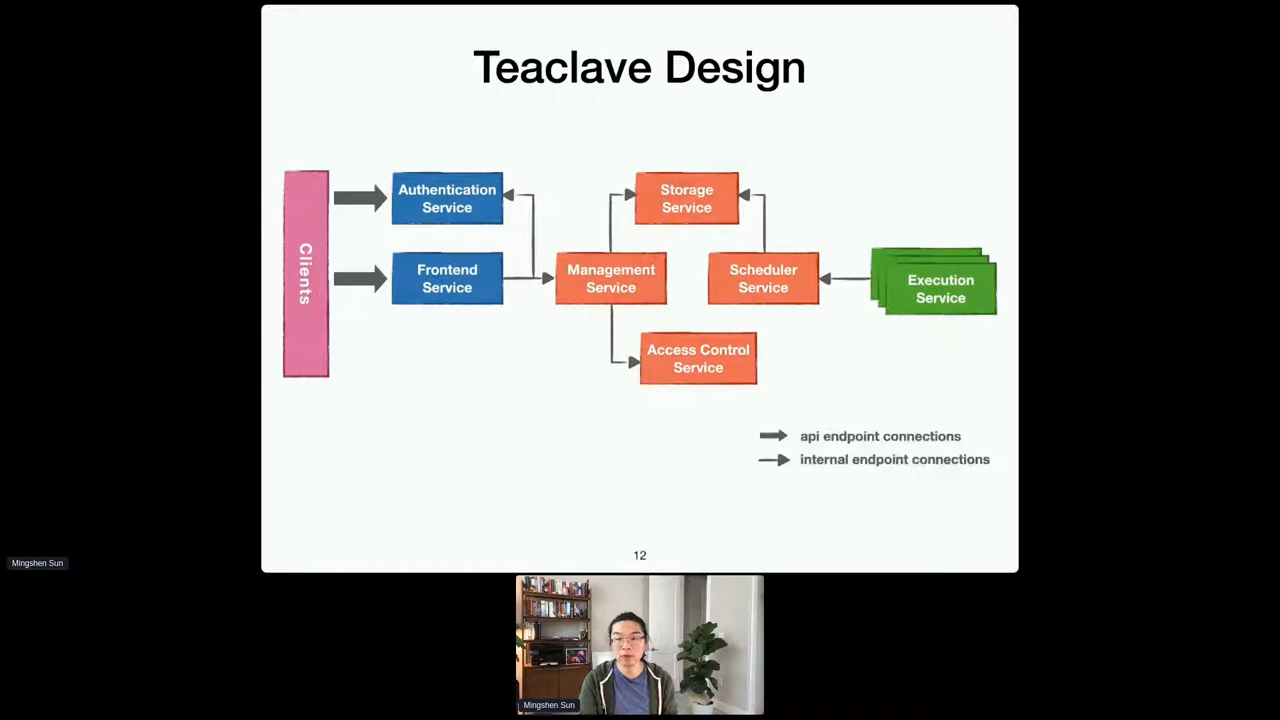 Teaclave Design
Clients
Authentication
Service
Frontend
Service
Management
Service
Storage
Service
Scheduler
Service
Access Control
Service
Execution
Service
api endpoint connections
internal endpoint connections
12
Mingshen Sun
Mingshen Sun